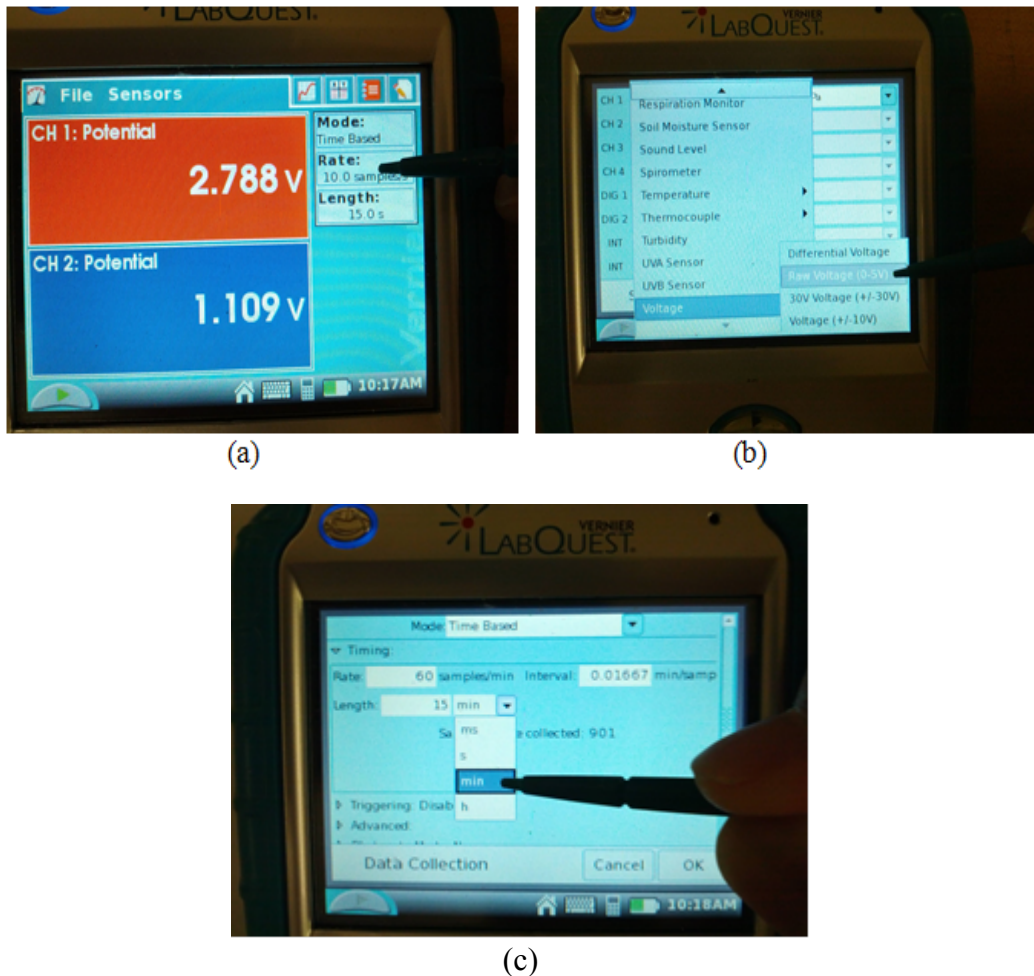 LABQUEST.
File Sensors
CH 1: Potential
2.788 V
CH 2: Potential
1.109 V
Mode:
Time Based
Rate:
10.0 samples/s
Length:
15.0 s
Vernier
10:17AM
(a)
VERNIER
LABQUEST.
CH 1
CH 2
CH 3
CH 4
DIG 1
DIG 2
INT
INT
Respiration Monitor
Soil Moisture Sensor
Sound Level
Spirometer
Temperature
Thermocouple
Turbidity
UVA Sensor
UVB Sensor
Voltage
Differential Voltage
Raw Voltage (0-5V)
30V Voltage (+/-30V)
Voltage (+/-10V)
(b)
VERNIER
LABQUEST.
Mode: Time Based
Timing:
Rate: 60 samples/min Interval: 0.01667 min/samp
Length: 15 min
ms
Sa e collected: 901
s
min
h
Triggering: Disab
Advanced:
Data Collection Cancel OK
10:18AM
(c)